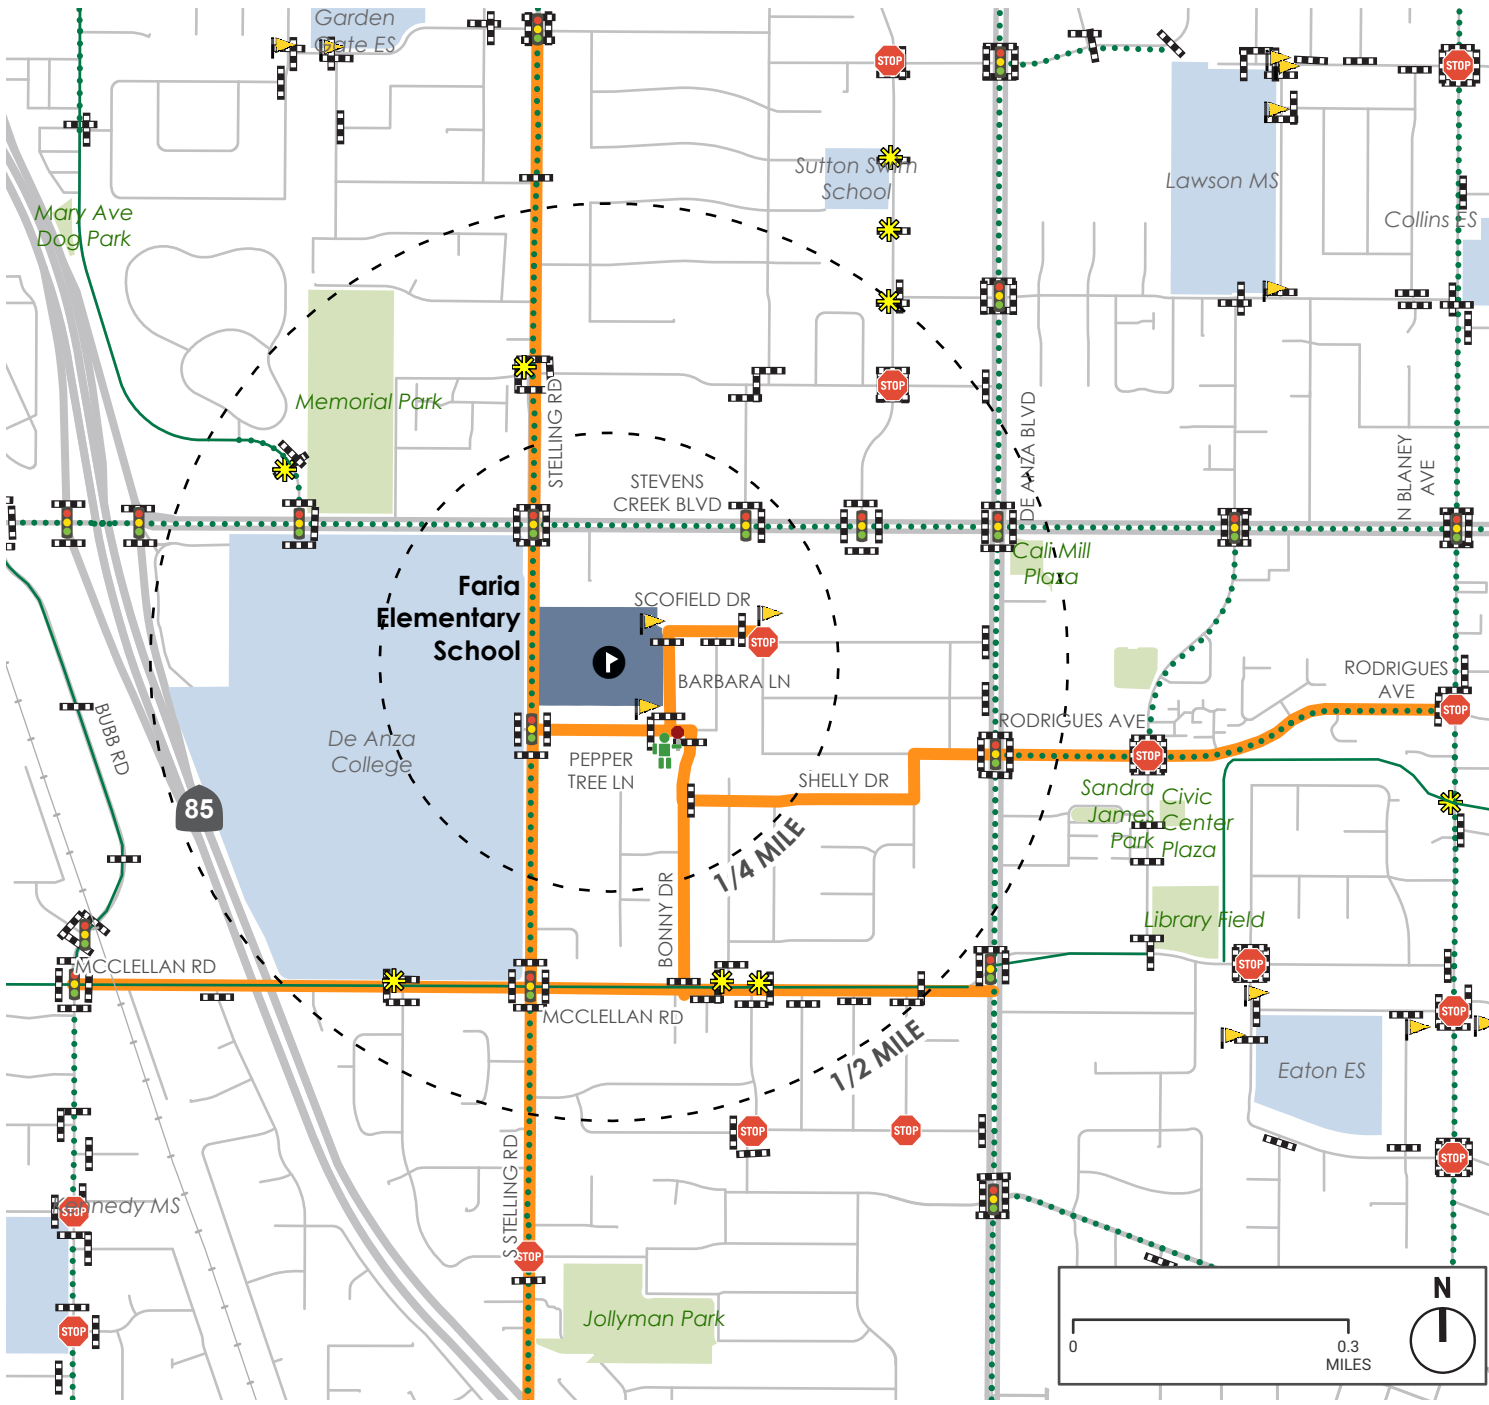 Garden
Gate ES
STOP
STOP
Sutton Swim
School
Lawson MS
Collins ES
Mary Ave
Dog Park
Memorial Park
STOP
STELLING RD
DE ANZA BLVD
N BLANEY
AVE
STEVENS
CREEK BLVD
Cali Mill
Plaza
Faria
Elementary
School
SCOFIELD DR
STOP
BARBARA LN
RODRIGUES
AVE
STOP
RODRIGUES AVE
STOP
BUBB RD
De Anza
College
PEPPER
TREE LN
SHELLY DR
85
Sandra
James
Park
Civic
Center
Plaza
1/4 MILE
BONNY DR
Library Field
MCCLELLAN RD
STOP
MCCLELLAN RD
STOP
1/2 MILE
Eaton ES
STOP
STOP
STOP
S STELLING RD
Kennedy MS
STOP
STOP
STOP
Jollyman Park
N
0
0.3
MILES